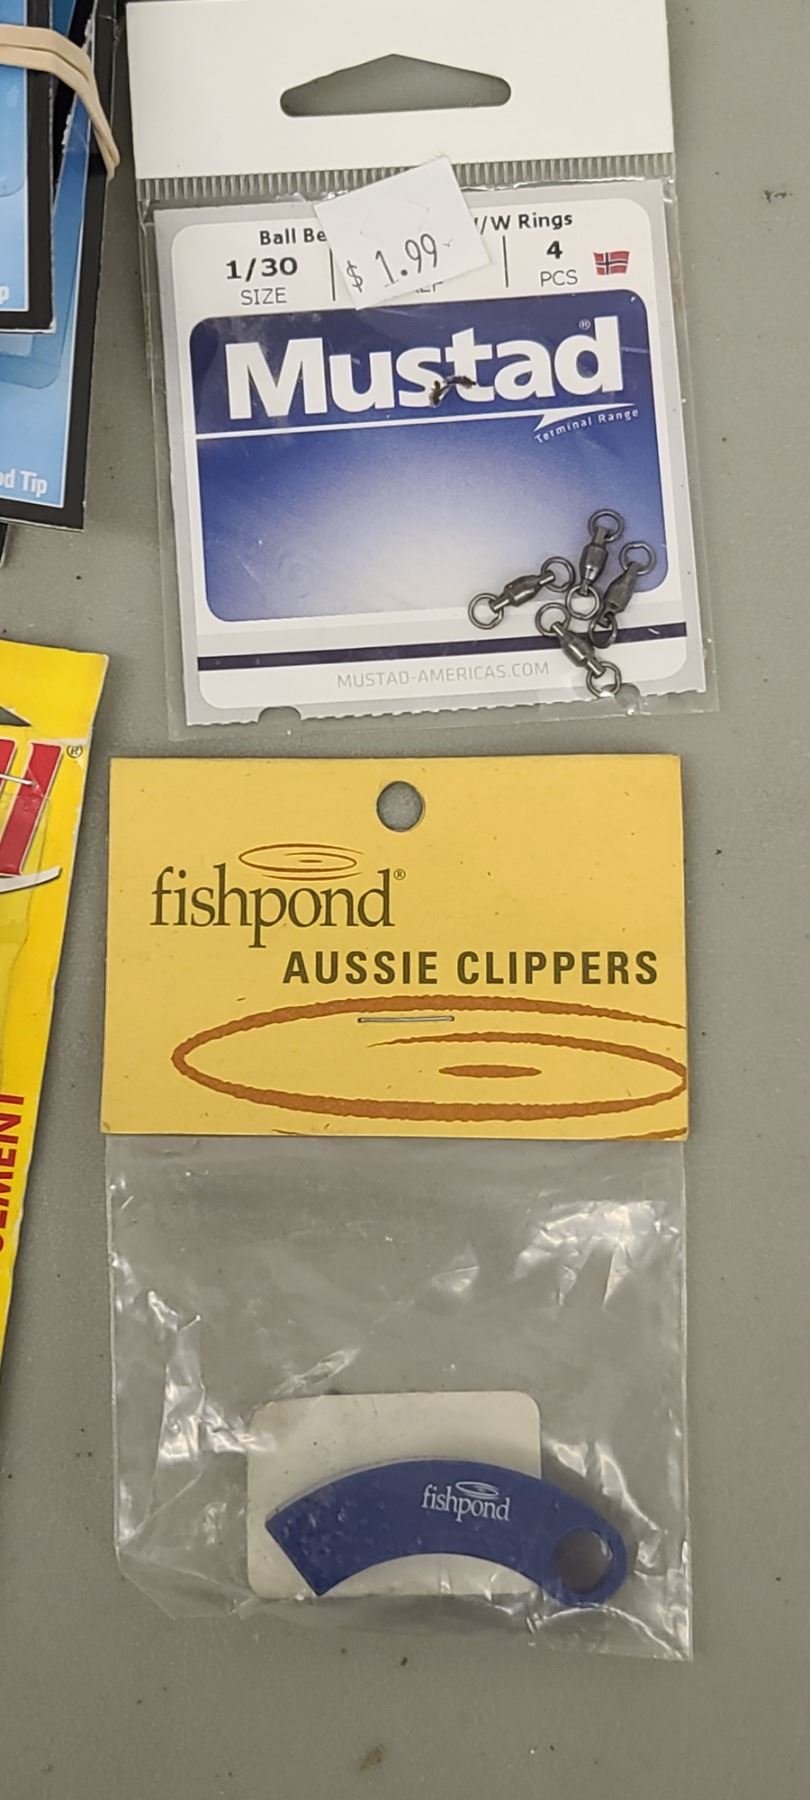 Ball Be
/W Rings
1/30
SIZE
4
PCS
$ 1.99
Mustad®
Terminal Range
MUSTAD-AMERICAS.COM
p
od Tip
®
fishpond®
AUSSIE CLIPPERS
EMENT
fishpond